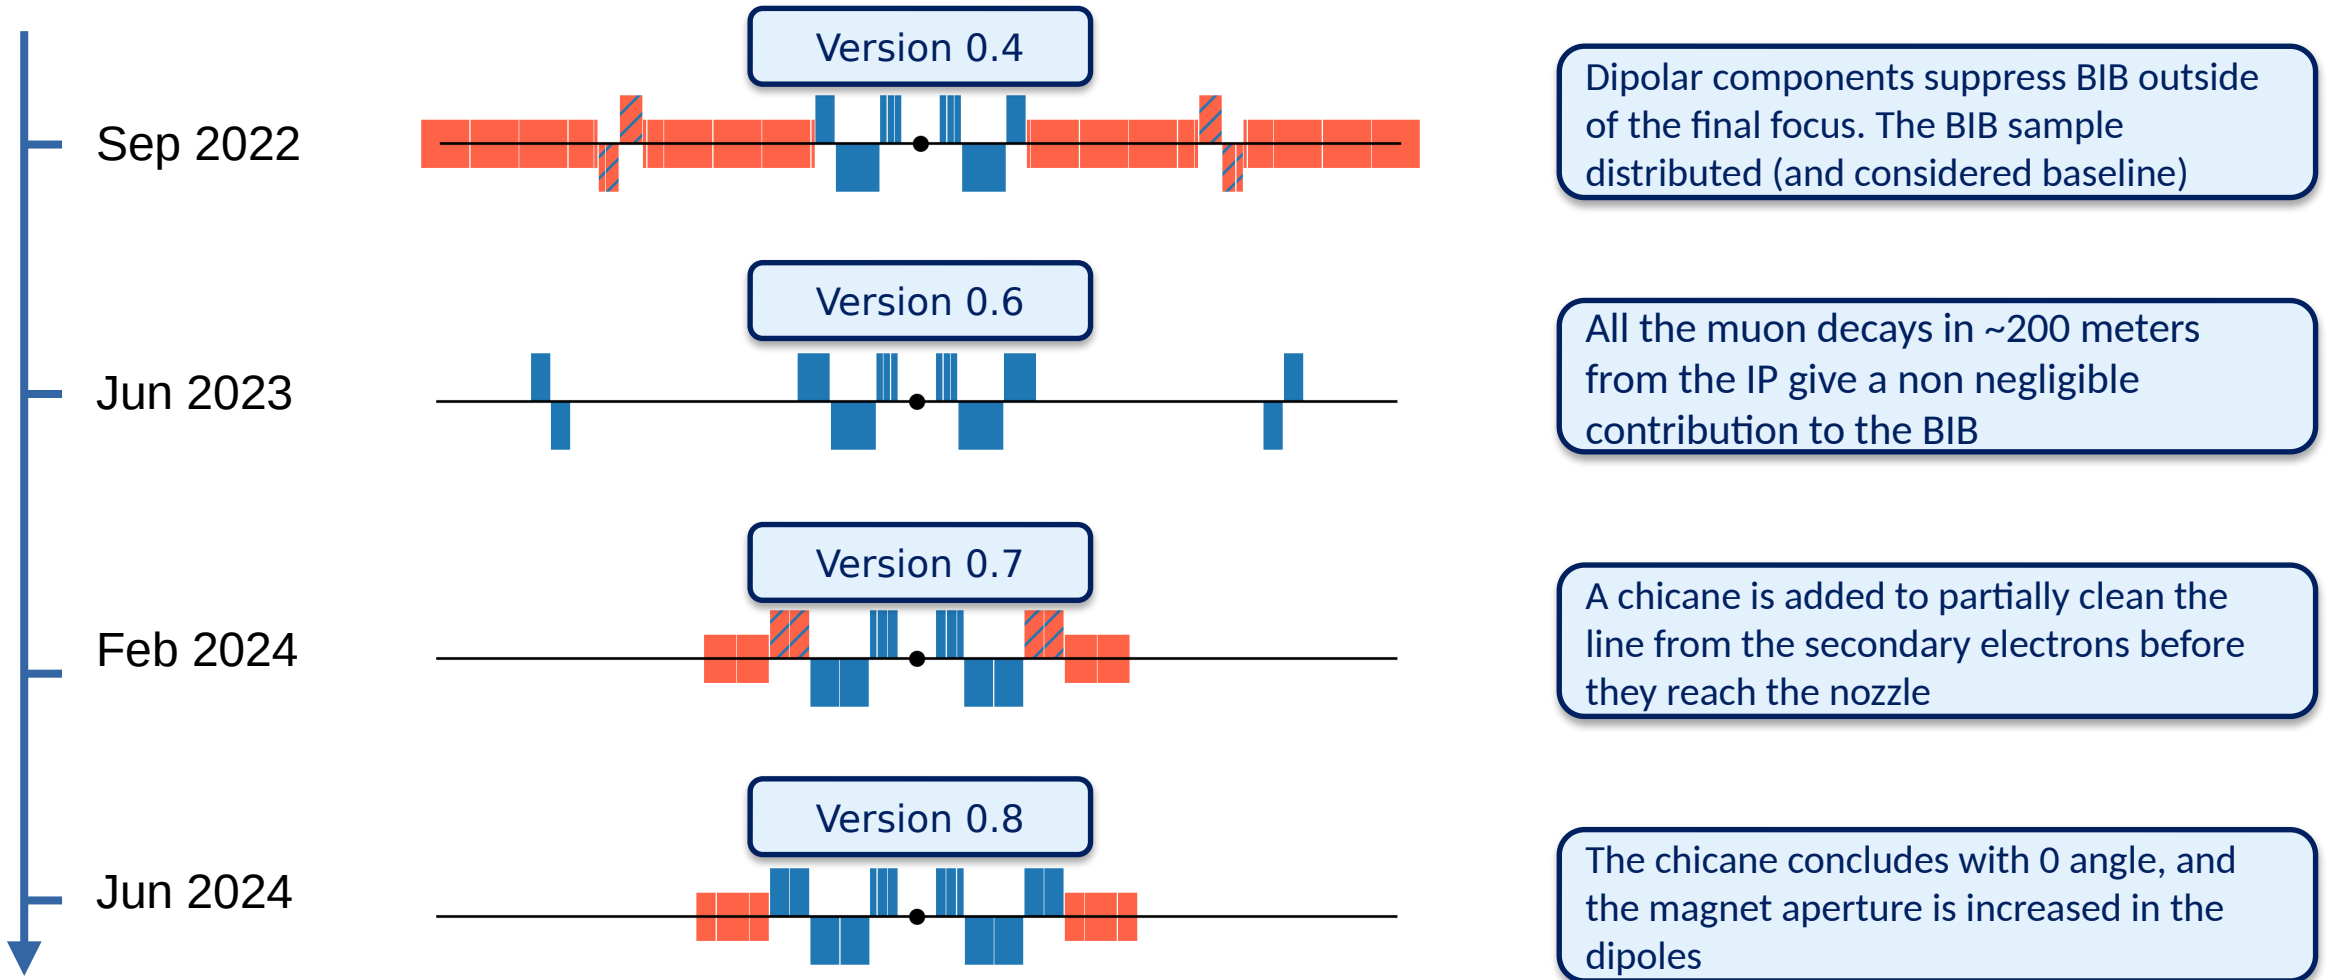 Version 0.4
Sep 2022
Dipolar components suppress BIB outside
of the final focus. The BIB sample
distributed (and considered baseline)
Version 0.6
Jun 2023
All the muon decays in ~200 meters
from the IP give a non negligible
contribution to the BIB
Version 0.7
Feb 2024
A chicane is added to partially clean the
line from the secondary electrons before
they reach the nozzle
Version 0.8
Jun 2024
The chicane concludes with 0 angle, and
the magnet aperture is increased in the
dipoles